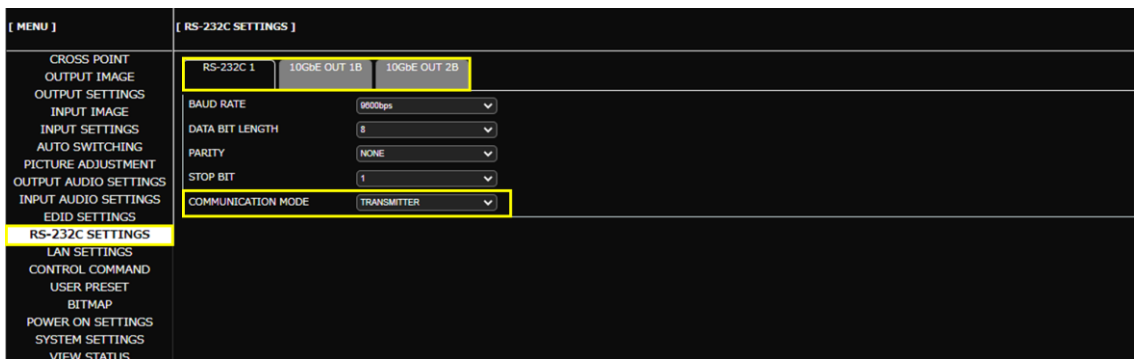 [ MENU ]
[ RS-232C SETTINGS ]
CROSS POINT
OUTPUT IMAGE
OUTPUT SETTINGS
INPUT IMAGE
INPUT SETTINGS
AUTO SWITCHING
PICTURE ADJUSTMENT
OUTPUT AUDIO SETTINGS
INPUT AUDIO SETTINGS
EDID SETTINGS
RS-232C SETTINGS
LAN SETTINGS
CONTROL COMMAND
USER PRESET
BITMAP
POWER ON SETTINGS
SYSTEM SETTINGS
VIEW STATUS
RS-232C 1 10GbE OUT 1B 10GbE OUT 2B
BAUD RATE 9600bps
DATA BIT LENGTH 8
PARITY NONE
STOP BIT 1
COMMUNICATION MODE TRANSMITTER